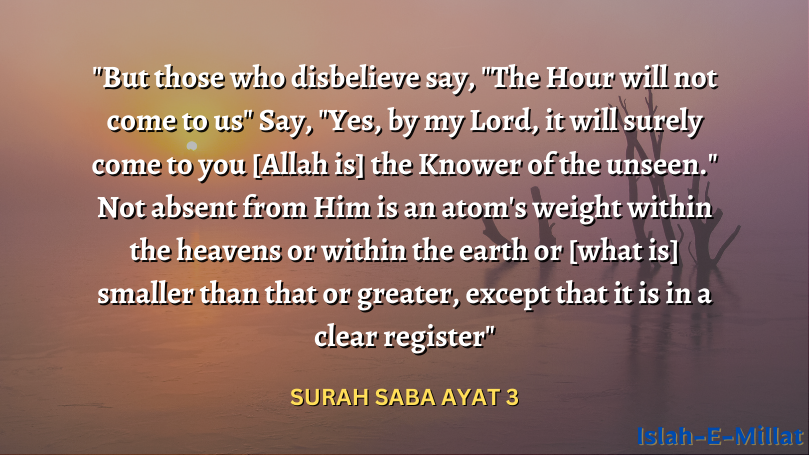 "But those who disbelieve say, "The Hour will not
come to us" Say, "Yes, by my Lord, it will surely
come to you [Allah is] the Knower of the unseen."
Not absent from Him is an atom's weight within
the heavens or within the earth or [what is]
smaller than that or greater, except that it is in a
clear register"
SURAH SABA AYAT 3
Islah-E-Millat